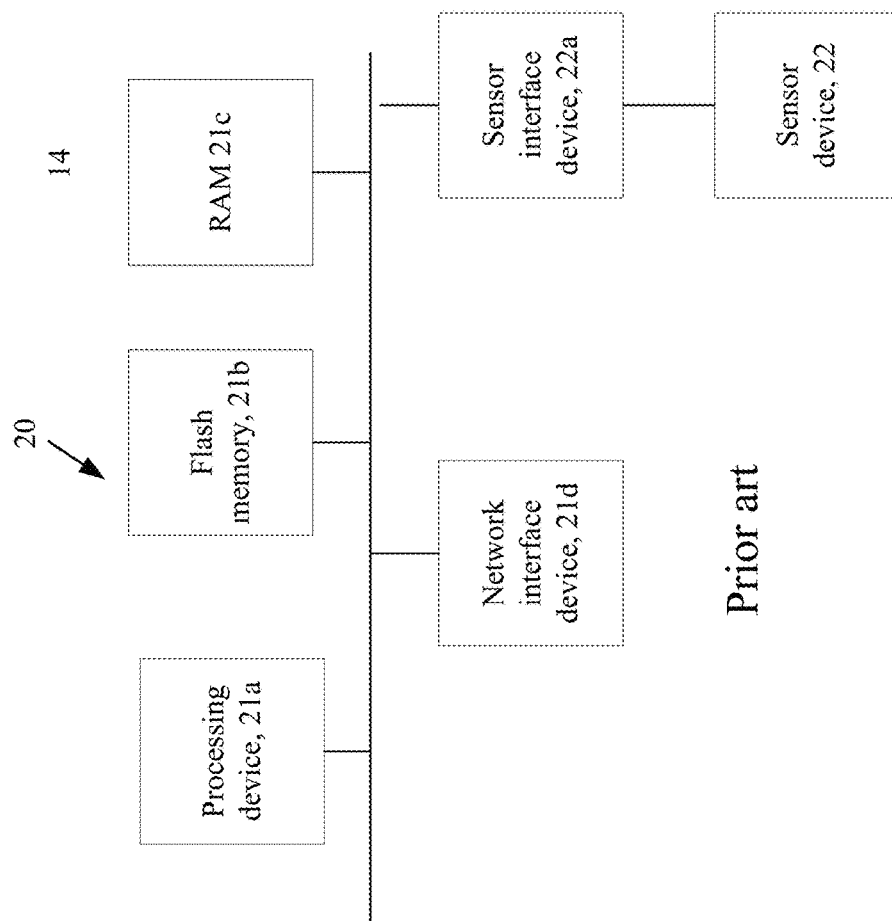 20
14
Processing
device, 21a
Flash
memory, 21b
RAM 21c
Network
interface
device, 21d
Sensor
interface
device, 22a
Sensor
device, 22
Prior art